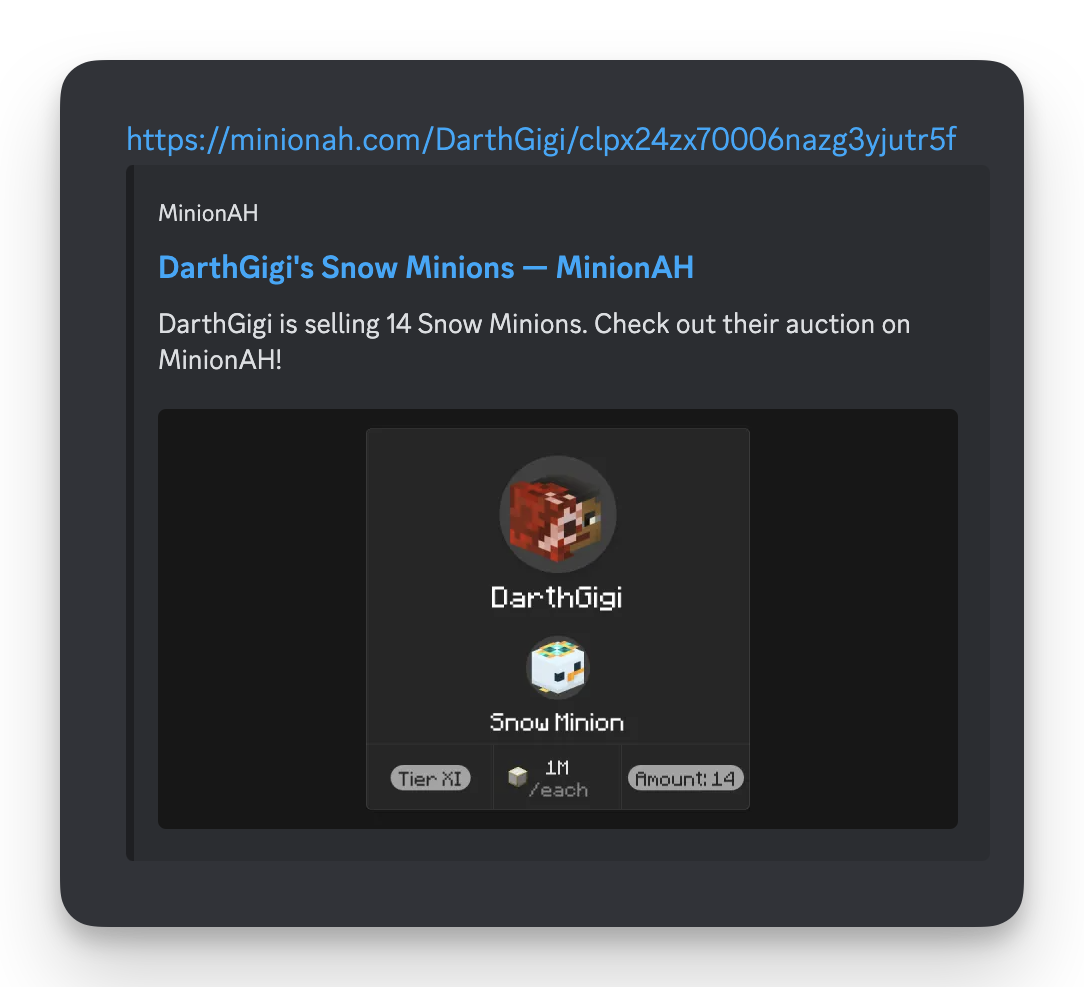 https://minionah.com/DarthGigi/clpx24zx70006nazg3yjutr5f
MinionAH
DarthGigi's Snow Minions — MinionAH
DarthGigi is selling 14 Snow Minions. Check out their auction on
MinionAH!
DarthGigi
Snow Minion
Tier XI
1M
/each
Amount: 14